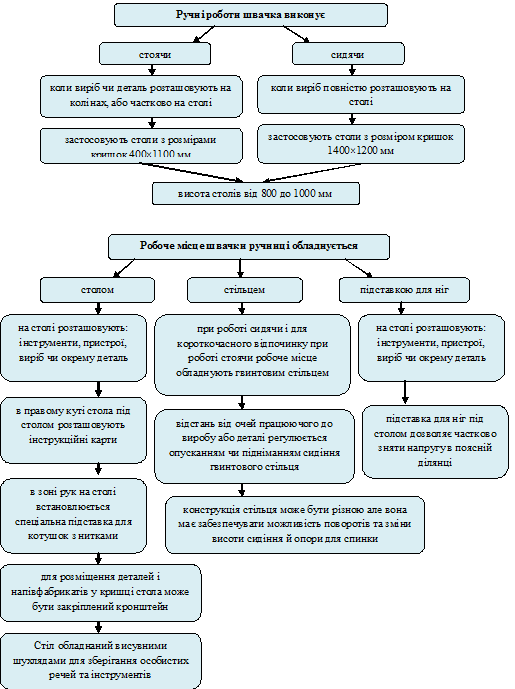 Ручні роботи швачка виконує
стоячи
сидячи
коли виріб чи деталь розташовують на
колінах, або частково на столі
коли виріб повністю розташовують на
столі
застосовують столи з розмірами
кришок 400×1100 мм
застосовують столи з розміром кришок
1400×1200 мм
висота столів від 800 до 1000 мм
Робоче місце швачки ручниці обладнується
столом
стільцем
підставкою для ніг
на столі розташовують:
інструменти, пристрої,
виріб чи окрему деталь
при роботі сидячи і для
короткочасного відпочинку при
роботі стоячи робоче місце
обладнують гвинтовим стільцем
на столі розташовують:
інструменти, пристрої,
виріб чи окрему деталь
в правому куті стола під
столом розташовують
інструкційні карти
відстань від очей працюючого до
виробу або деталі регулюється
опусканням чи підніманням сидіння
гвинтового стільця
підставка для ніг під
столом дозволяє частково
зняти напругу в поясній
ділянці
в зоні рук на столі
встановлюється
спеціальна підставка для
котушок з нитками
конструкція стільця може бути різною але вона
має забезпечувати можливість поворотів та зміни
висоти сидіння й опори для спинки
для розміщення деталей і
напівфабрикатів у кришці стола може
бути закріплений кронштейн
Стіл обладнаний висувними
шухлядами для зберігання особистих
речей та інструментів